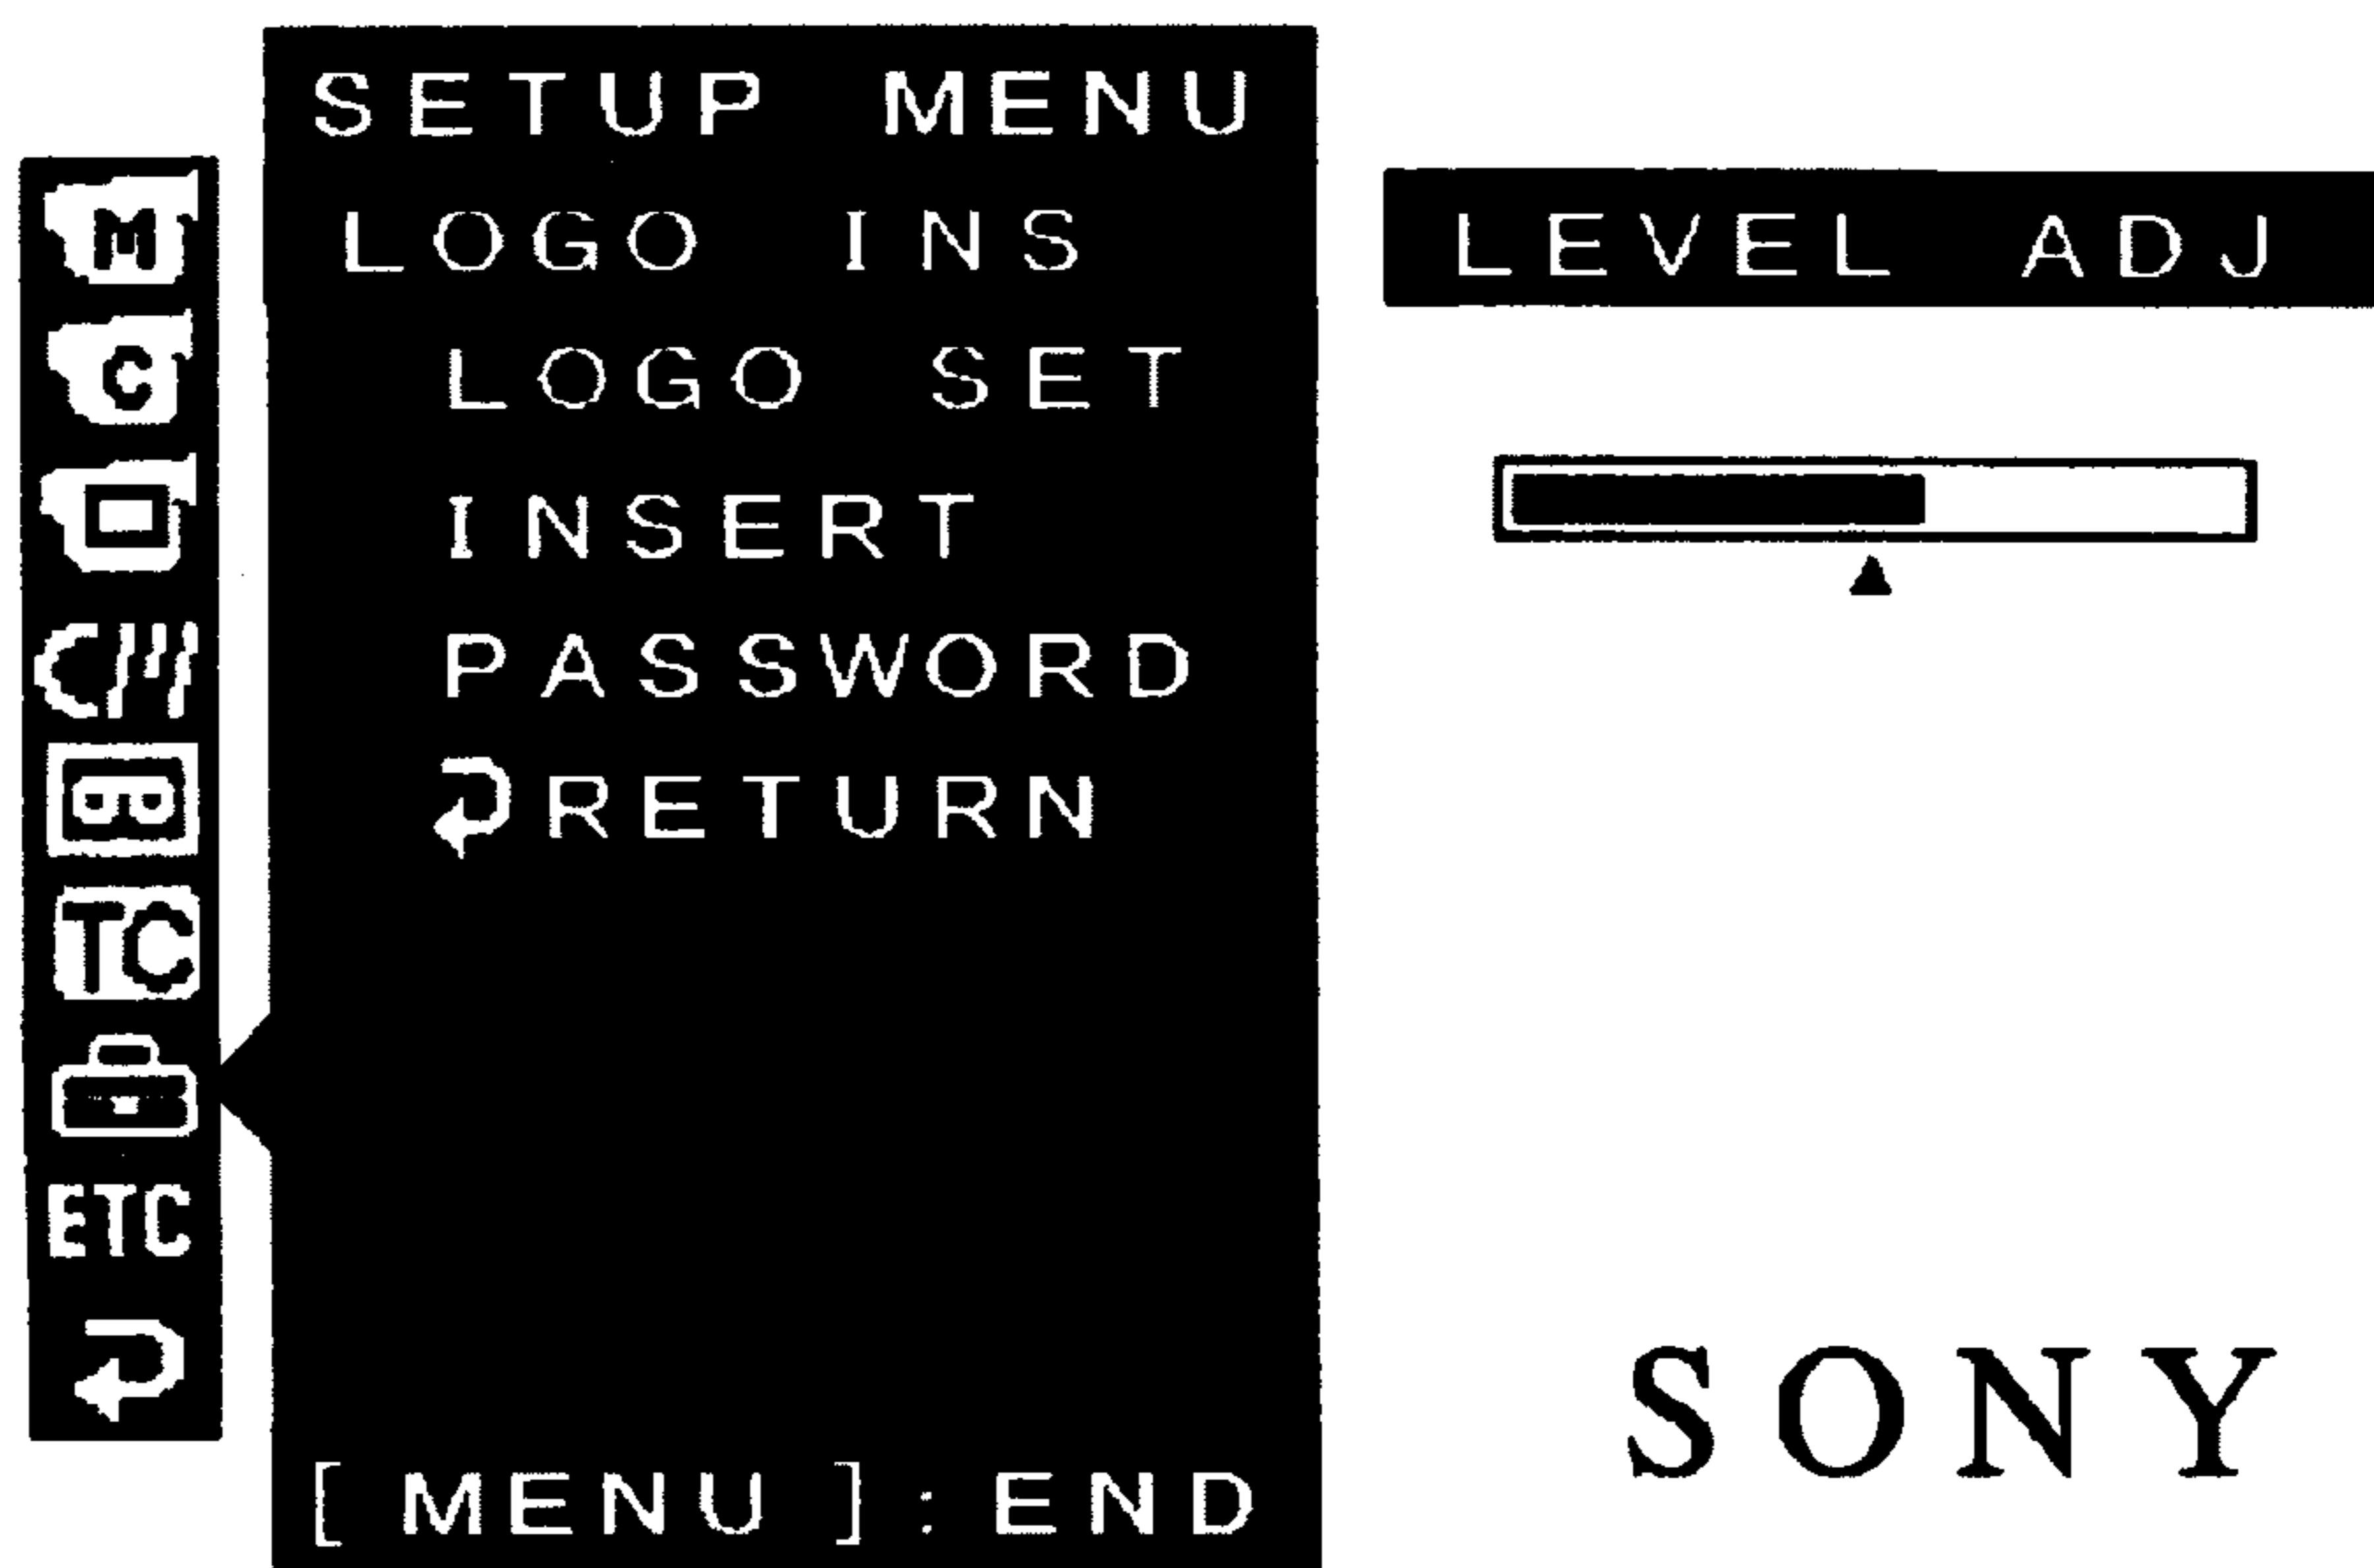 SETUP MENU
LOGO INS
LOGO SET
INSERT
PASSWORD
RETURN
[MENU]:END
M
C
TC
ETC
LEVEL ADJ
SONY